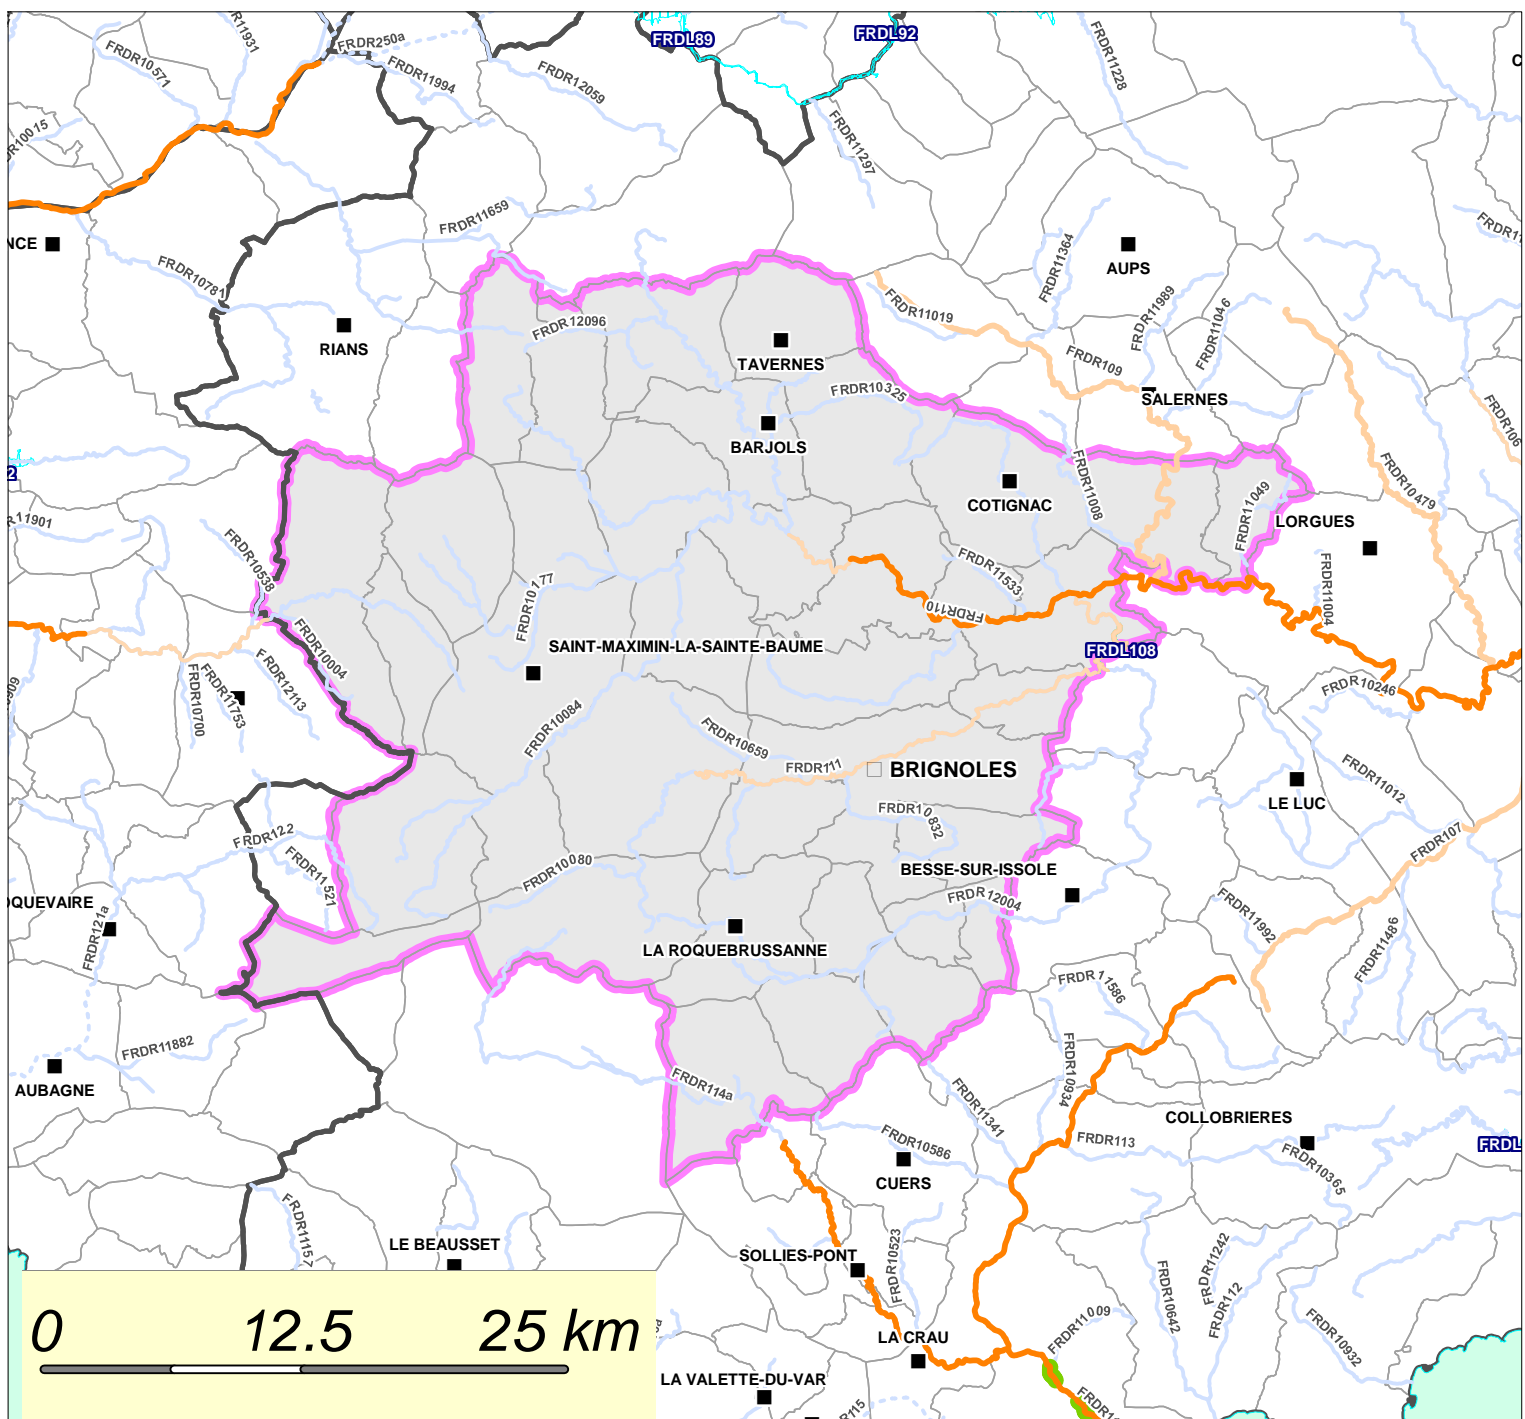 FRDR11931
FRDR250a
FRDL89
FRDL92
FRDR10571
FRDR11994
FRDR12059
FRDR11228
FRDR11297
FRDR11659
NCE
FRDR10781
FRDR11364
AUPS
FRDR11989
FRDR11046
FRDR11019
FRDR12096
RIANS
TAVERNES
FRDR109
FRDR10325
SALERNES
FRDR106
BARJOLS
FRDR11008
FRDR10479
COTIGNAC
FRDR11049
LORGUES
FRDR10538
FRDR11533
FRDR10177
FRDR110
FRDR11004
FRDR10004
SAINT-MAXIMIN-LA-SAINTE-BAUME
FRDL108
FRDR12113
FRDR11753
FRDR10700
FRDR10246
FRDR10084
FRDR10659
FRDR111
BRIGNOLES
FRDR11012
LE LUC
FRDR10832
FRDR122
FRDR107
FRDR10080
BESSE-SUR-ISSOLE
FRDR11521
OQUEVAIRE
FRDR12004
FRDR11992
FRDR121a
LA ROQUEBRUSSANNE
FRDR11486
FRDR11586
FRDR11882
AUBAGNE
FRDR114a
FRDR10934
FRDR11341
COLLOBRIERES
FRDR10586
FRDR113
FRDL
CUERS
FRDR10365
FRDR11157
LE BEAUSSET
SOLLIES-PONT
FRDR10523
FRDR11242
FRDR112
FRDR10642
0 12.5 25 km
LA CRAU
FRDR11009
FRDR10932
LA VALETTE-DU-VAR